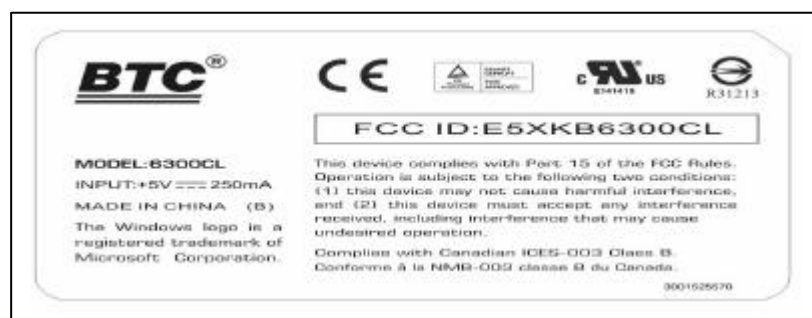 BTC®
CE
c RU us
E141415
R31213
FCC ID:E5XKB6300CL
MODEL:6300CL
INPUT:+5V 250mA
MADE IN CHINA (B)
The Windows logo is a
registered trademark of
Microsoft Corporation.
This device complies with Part 15 of the FCC Rules.
Operation is subject to the following two conditions:
(1) this device may not cause harmful interference,
and (2) this device must accept any interference
received, including interference that may cause
undesired operation.
Complies with Canadian ICES-003 Class B.
Conforme à la NMB-003 classe B du Canada.